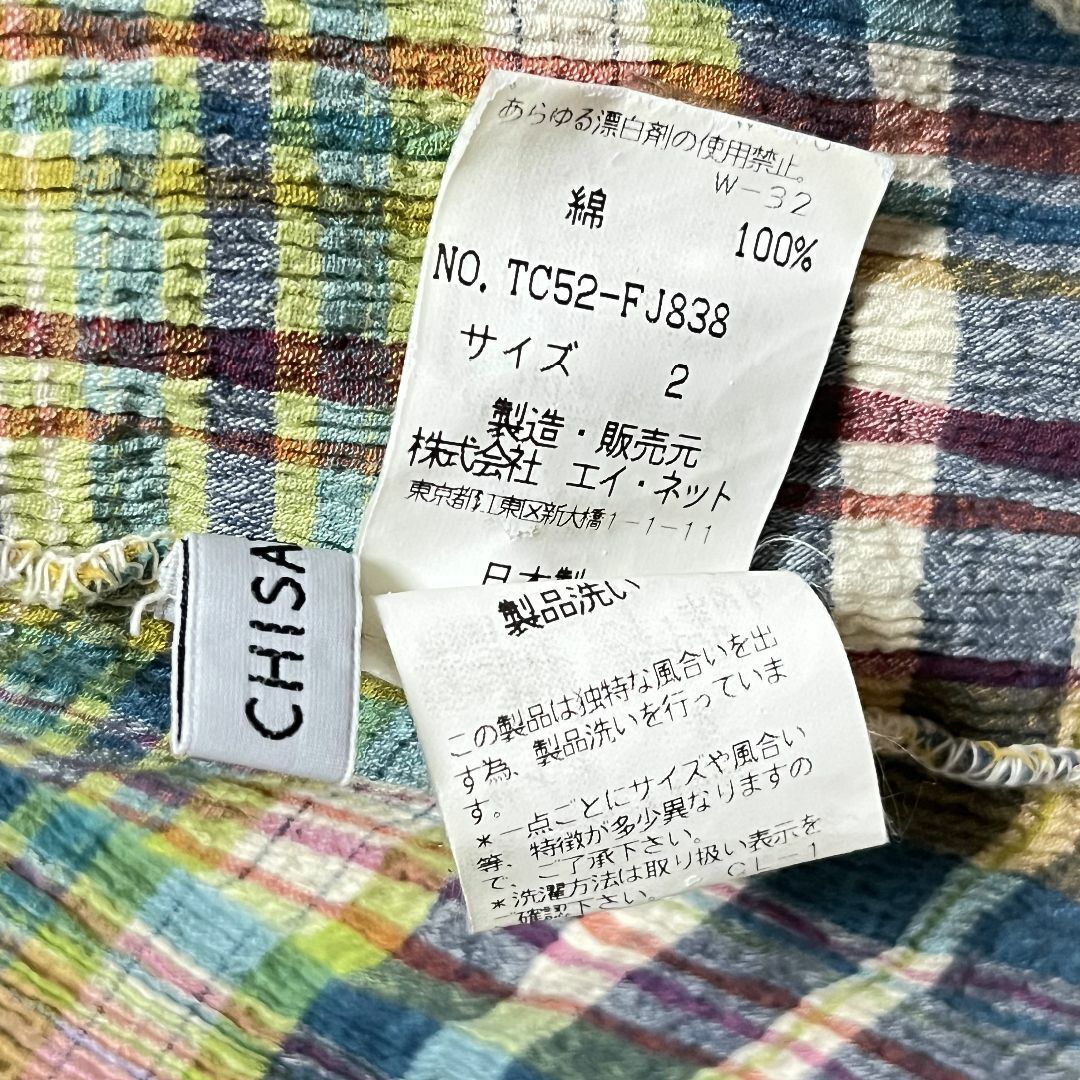 あらゆる漂白剤の使用禁止。
W-32
綿 100%
NO. TC52-FJ838
サイズ 2
製造・販売元
株式会社 エイ・ネット
東京都江東区新大橋1-1-11
日本製
CHISA
製品洗い
この製品は独特な風合いを出
す為、製品洗いを行っていま
す。
*一点ごとにサイズや風合い
等、特徴が多少異なりますの
で、ご了承下さい。
*洗濯方法は取り扱い表示を
ご確認下さい。 CL-1